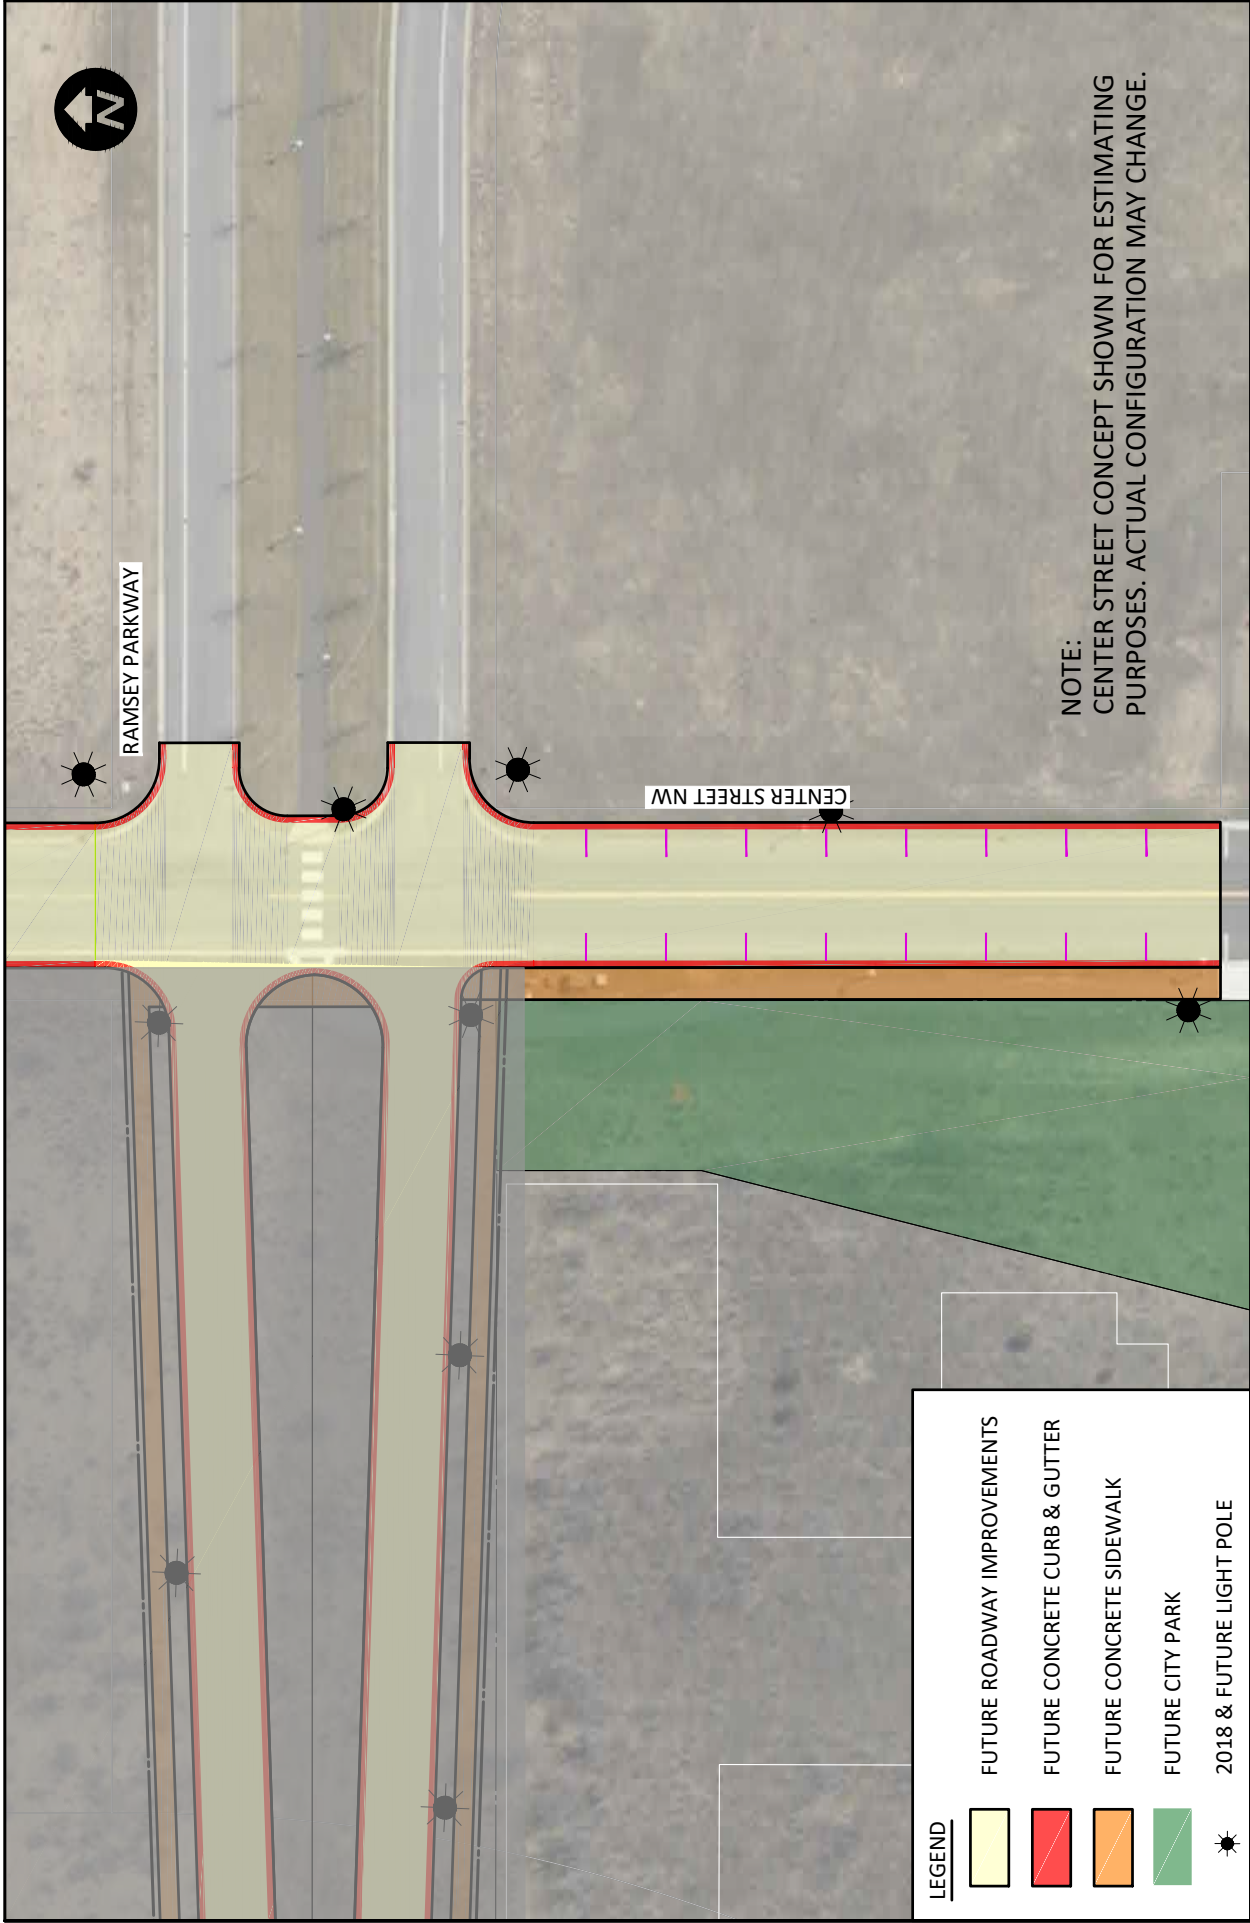 N
RAMSEY PARKWAY
CENTER STREET NW
NOTE:
CENTER STREET CONCEPT SHOWN FOR ESTIMATING
PURPOSES. ACTUAL CONFIGURATION MAY CHANGE.
LEGEND
FUTURE ROADWAY IMPROVEMENTS
FUTURE CONCRETE CURB & GUTTER
FUTURE CONCRETE SIDEWALK
FUTURE CITY PARK
2018 & FUTURE LIGHT POLE